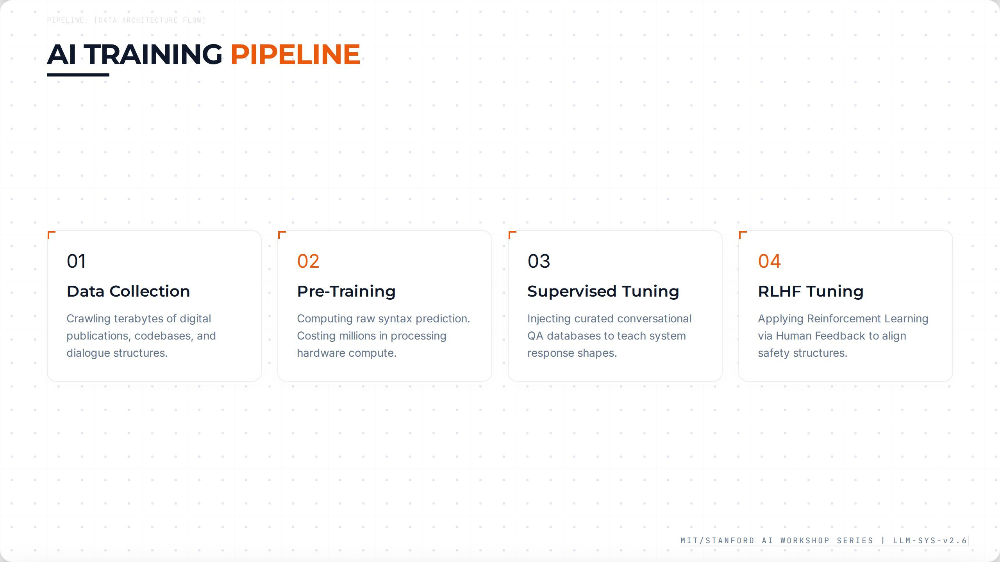 PIPELINE: [DATA ARCHITECTURE FLOW]
AI TRAINING PIPELINE
01
Data Collection
Crawling terabytes of digital
publications, codebases, and
dialogue structures.
02
Pre-Training
Computing raw syntax prediction.
Costing millions in processing
hardware compute.
03
Supervised Tuning
Injecting curated conversational
QA databases to teach system
response shapes.
04
RLHF Tuning
Applying Reinforcement Learning
via Human Feedback to align
safety structures.
MIT/STANFORD AI WORKSHOP SERIES | LLM-SYS-v2.6